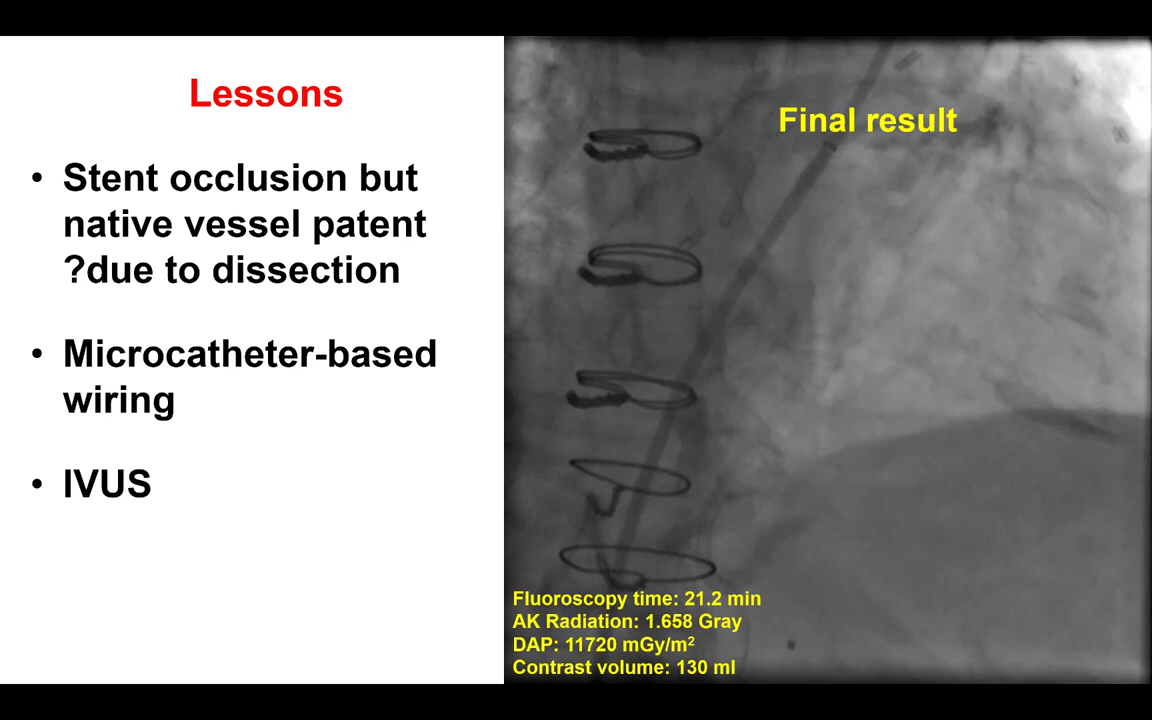 Lessons
• Stent occlusion but
native vessel patent
?due to dissection
• Microcatheter-based
wiring
• IVUS
Final result
Fluoroscopy time: 21.2 min
AK Radiation: 1.658 Gray
DAP: 11720 mGy/m²
Contrast volume: 130 ml